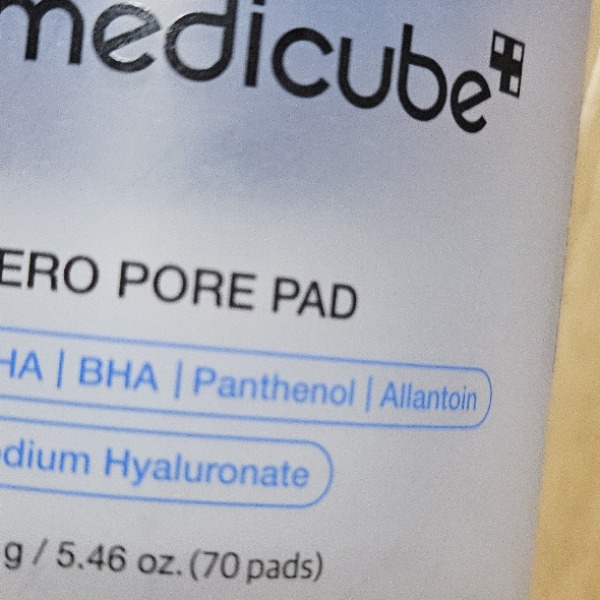 medicube
ERO PORE PAD
HA | BHA | Panthenol | Allantoin
dium Hyaluronate
g / 5.46 oz. (70 pads)